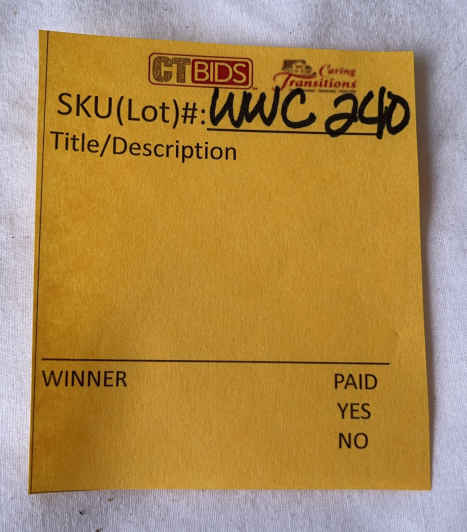 CTBIDS Caring
Transitions
SKU(Lot)#: WWC 240
Title/Description
WINNER PAID
YES
NO